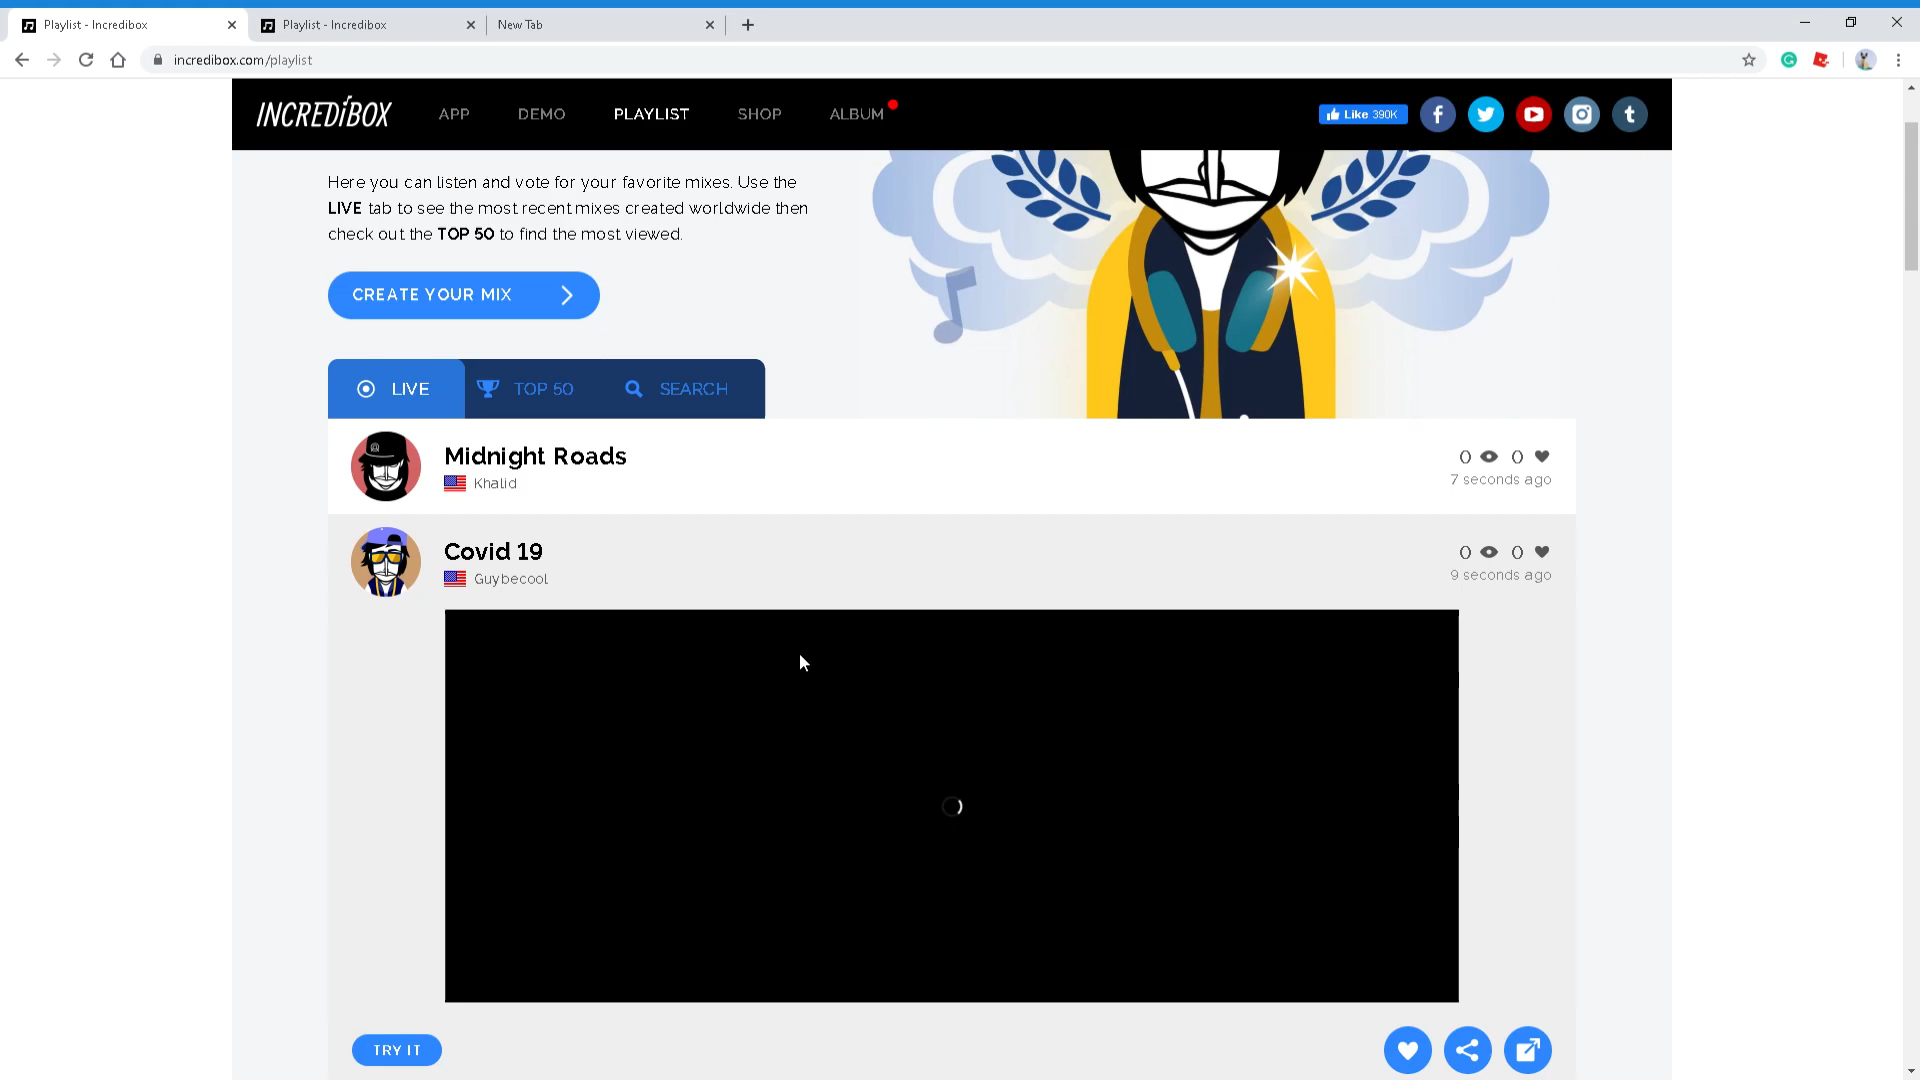 Playlist - Incredibox
Playlist - Incredibox
New Tab
incredibox.com/playlist
INCREDIBOX
APP
DEMO
PLAYLIST
SHOP
ALBUM
Like 390K
Here you can listen and vote for your favorite mixes. Use the
LIVE tab to see the most recent mixes created worldwide then
check out the TOP 50 to find the most viewed.
CREATE YOUR MIX
LIVE
TOP 50
SEARCH
Midnight Roads
0 0
Khalid
7 seconds ago
Covid 19
0 0
Guybecool
9 seconds ago
TRY IT